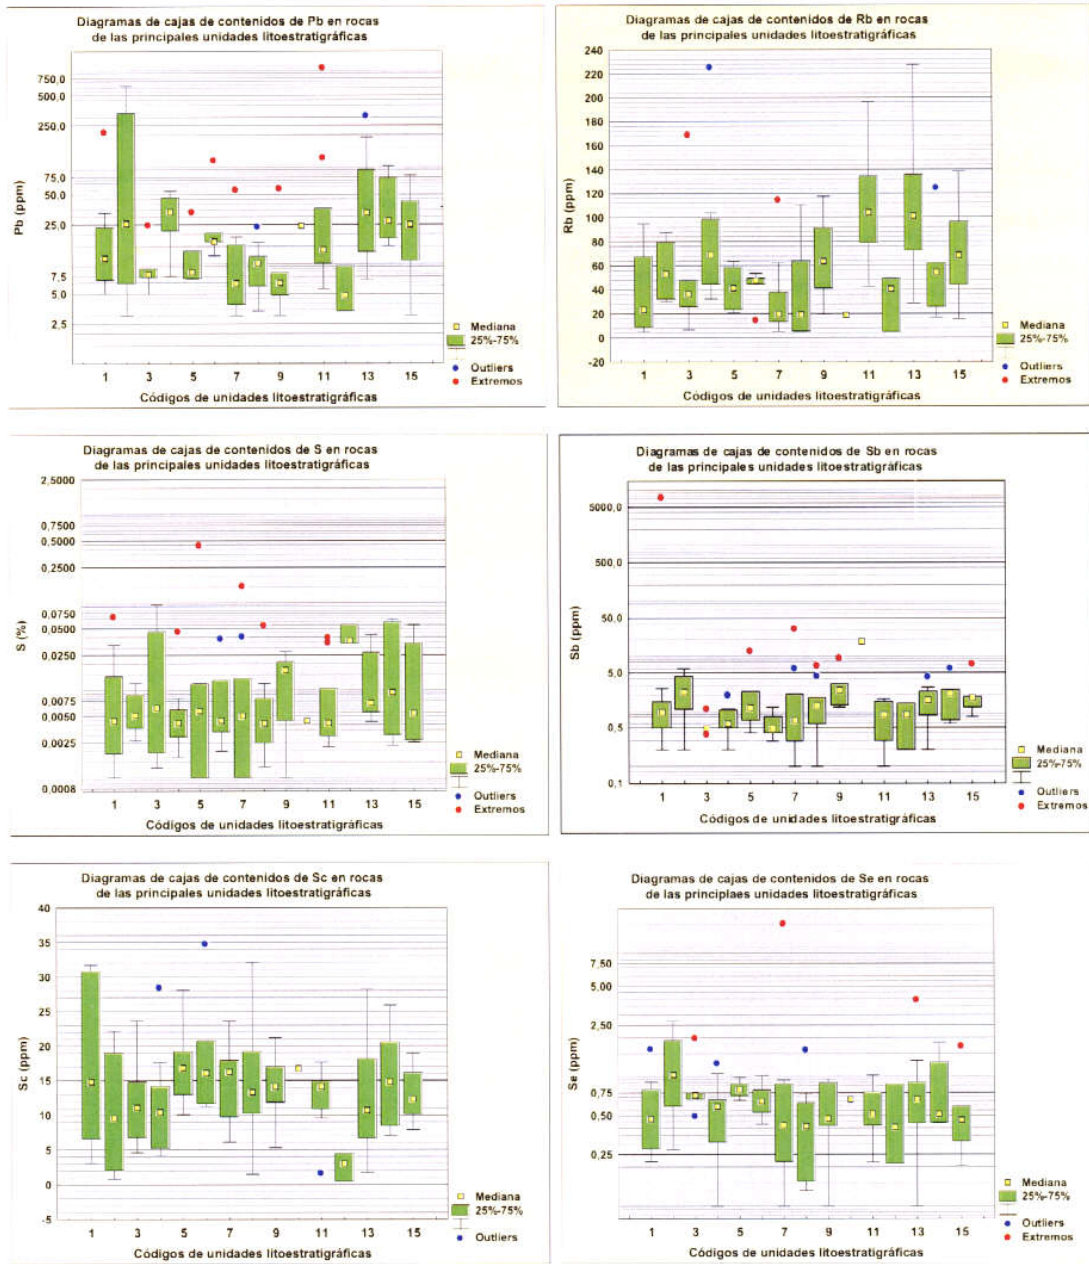 Diagramas de cajas de contenidos de Pb en rocas
de las principales unidades litoestratigráficas
Pb (ppm)
750,0
500,0
250,0
75,0
50,0
25,0
7,5
5,0
2,5
1 3 5 7 9 11 13 15
Códigos de unidades litoestratigráficas
Mediana
25%-75%
Outliers
Extremos
Diagramas de cajas de contenidos de Rb en rocas
de las principales unidades litoestratigráficas
Rb (ppm)
240
220
200
180
160
140
120
100
80
60
40
20
0
-20
1 3 5 7 9 11 13 15
Códigos de unidades litoestratigráficas
Mediana
25%-75%
Outliers
Extremos
Diagramas de cajas de contenidos de S en rocas
de las principales unidades litoestratigráficas
S (%)
2,5000
0,7500
0,5000
0,2500
0,0750
0,0500
0,0250
0,0075
0,0050
0,0025
0,0008
1 3 5 7 9 11 13 15
Códigos de unidades litoestratigráficas
Mediana
25%-75%
Outliers
Extremos
Diagramas de cajas de contenidos de Sb en rocas
de las principales unidades litoestratigráficas
Sb (ppm)
5000,0
500,0
50,0
5,0
0,5
0,1
1 3 5 7 9 11 13 15
Códigos de unidades litoestratigráficas
Mediana
25%-75%
Outliers
Extremos
Diagramas de cajas de contenidos de Sc en rocas
de las principales unidades litoestratigráficas
Sc (ppm)
40
35
30
25
20
15
10
5
0
-5
1 3 5 7 9 11 13 15
Códigos de unidades litoestratigráficas
Mediana
25%-75%
Outliers
Diagramas de cajas de contenidos de Se en rocas
de las principlaes unidades litoestratigráficas
Se (ppm)
7,50
5,00
2,50
0,75
0,50
0,25
1 3 5 7 9 11 13 15
Códigos de unidades litoestratigráficas
Mediana
25%-75%
Outliers
Extremos